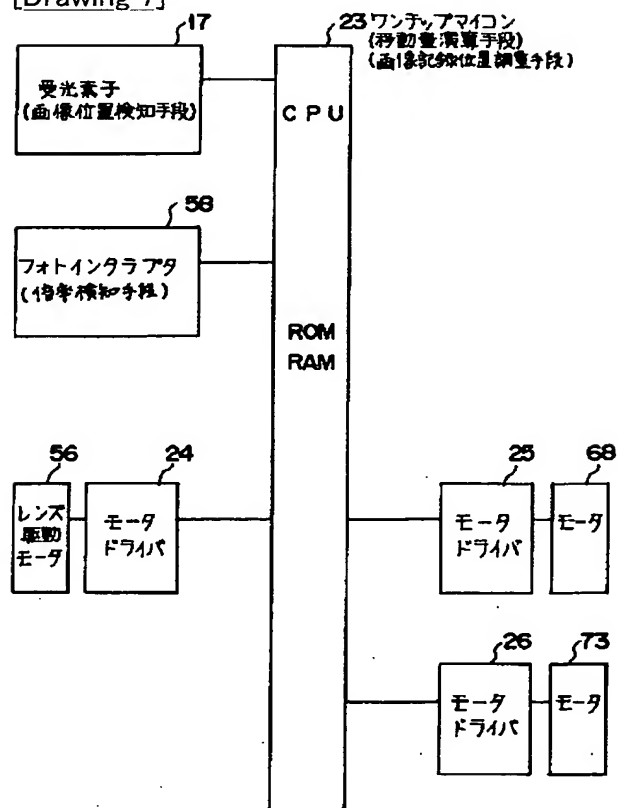 [Drawing 7]
17
受光素子
(画像位置検知手段)
23 ワンチップマイコン
(移動量演算手段)
(画像記録位置調整手段)
CPU
58
フォトインタラプタ
(倍率検知手段)
ROM
RAM
56
レンズ
駆動
モータ
24
モータ
ドライバ
25
モータ
ドライバ
68
モータ
26
モータ
ドライバ
73
モータ